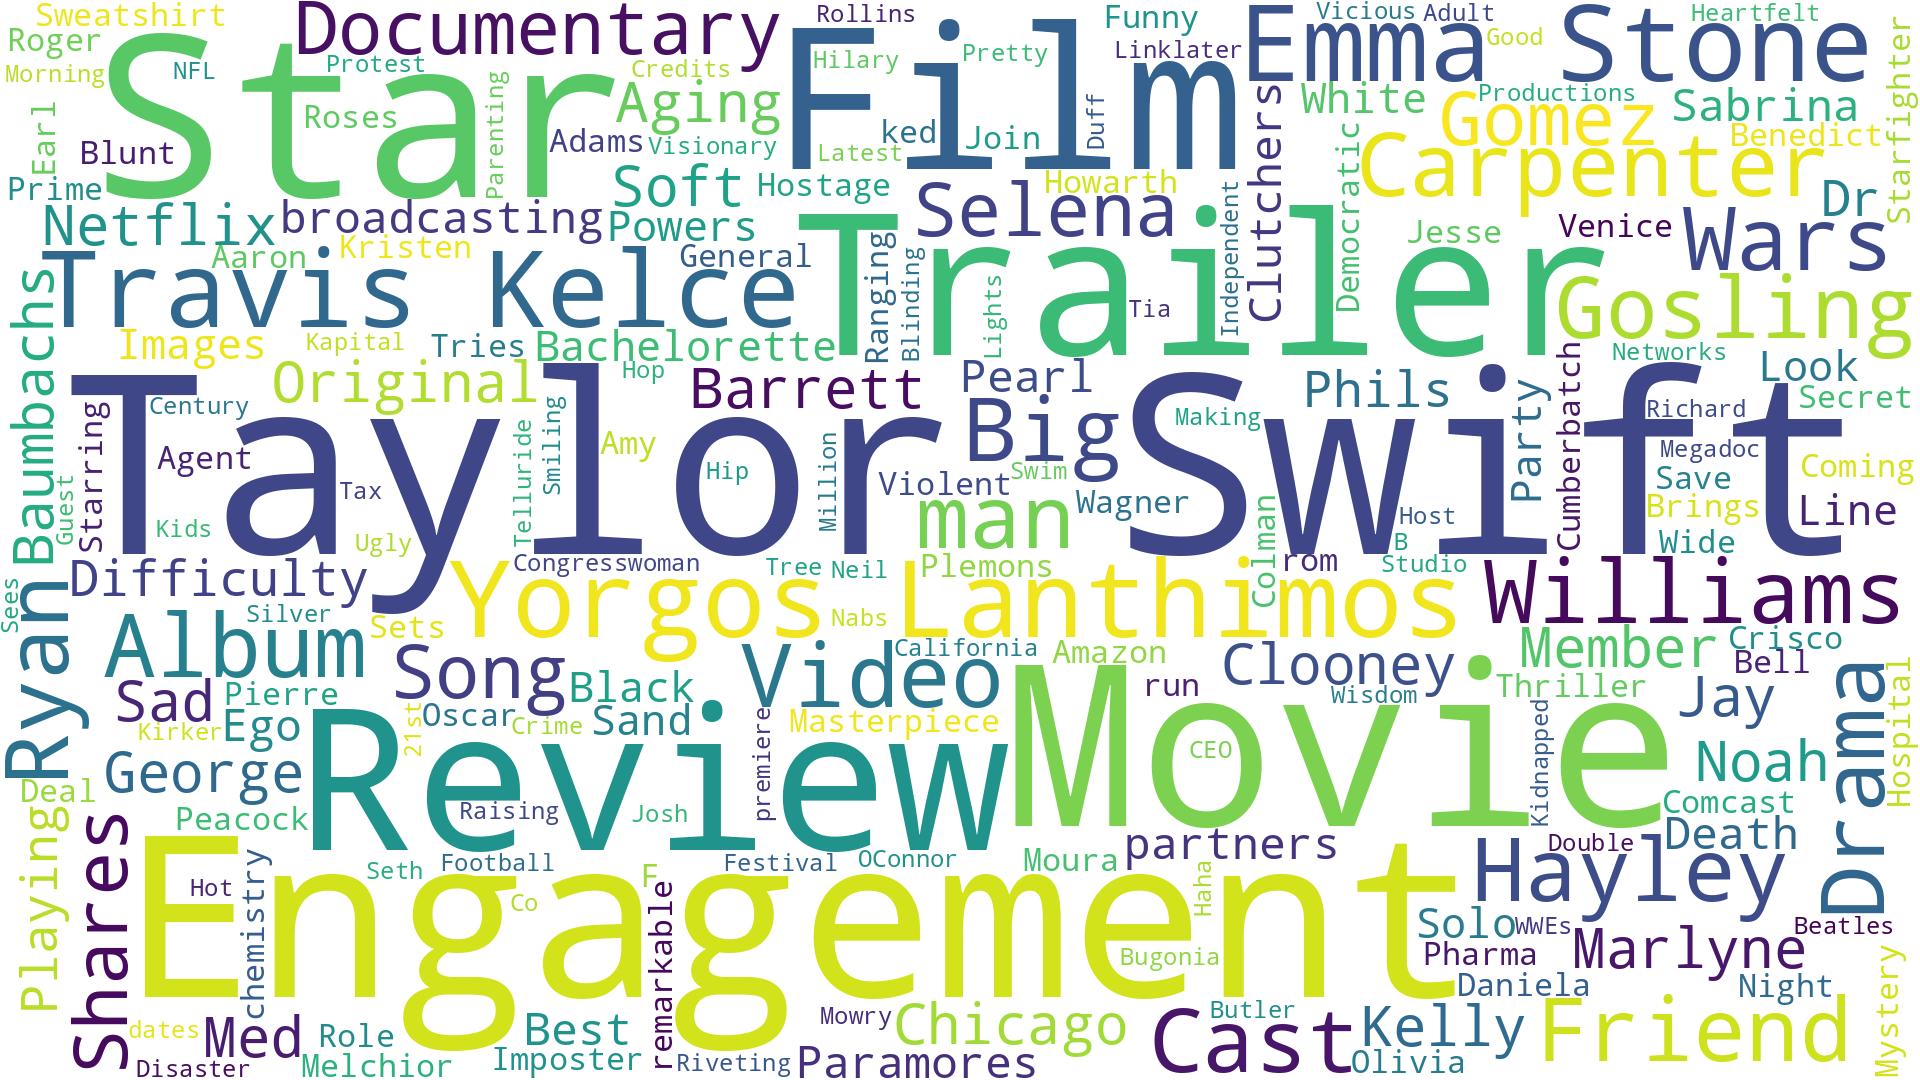 Sweatshirt
Documentary
Rollins
Funny
Vicious
Adult
Heartfelt
Roger
Star
Film
Emma
Stone
Linklater
Good
Morning
NFL
Protest
Credits
Hilary
Pretty
Starfighter
Earl
Roses
Parenting
Aging
White
Productions
Gomez
Sabrina
Blunt
Adams
Visionary
ked
Join
Duff
Clutchers
Democratic
Carpenter
Benedict
Latest
Prime
Soft
Hostage
Howarth
Dr
Netflix
broadcasting
Powers
Selena
Independent
Jesse
Venice
Wars
Aaron
Kristen
General
Trailer
Travis Kelce
Ranging
Blinding
Lights
Tia
Gosling
Baumbachs
Images
Kapital
Tries
Bachelorette
Networks
Look
Original
Hop
Barrett
Pearl
Phils
Cumberbatch
Secret
Century
Taylor Swift
Big
Making
Party
Richard
Starring
Agent
Telluride
Smiling
Amy
Million
Megadoc
Coming
Tax
Hip
Violent
Swim
Save
Guest
Kids
Ugly
man
Wagner
Colman
Host
Brings
Line
B
Wide
Difficulty
Congresswoman
Tree
Neil
Plemons
rom
Studio
Sees
Ryan
Silver
Yorgos Lanthimos
Williams
Album
Sets
Nabs
Member
Crisco
Song
Video
California
Amazon
Clooney
Bell
Sad
Pierre
Black
run
Wisdom
Thriller
Jay
Drama
Hospital
Kirker
Ego
21st
Oscar
Crime
Sand
premiere
Masterpiece
Movie
Kidnapped
George
Review
CEO
Noah
Deal
Playing
Shares
Peacock
Raising
Josh
Comcast
Engagement
partners
Double
Death
Seth
Football
Festival
OConnor
Moura
Hayley
Hot
chemistry
F
Co
remarkable
Haha
Solo
WWEs
Beatles
Bugonia
Pharma
Marlyne
Daniela
Night
Mystery
dates
Med
Role
Best
Mowry
Chicago
Cast
Butler
Kelly
Friend
Disaster
Melchior
Imposter
Riveting
Paramores
Olivia